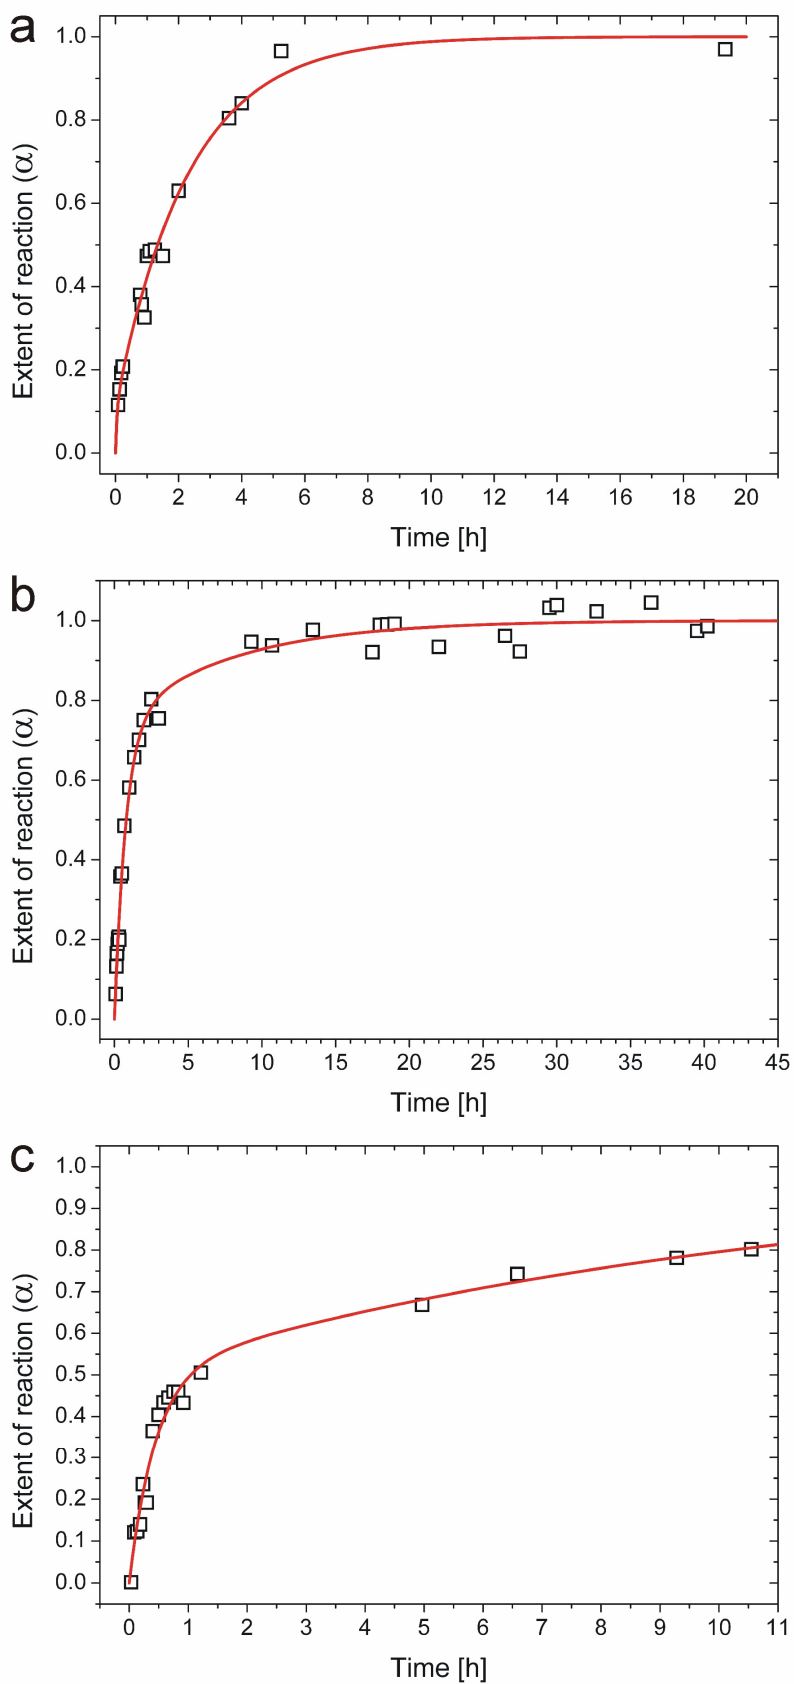 a
Extent of reaction (α)
1.0
0.8
0.6
0.4
0.2
0.0
0 2 4 6 8 10 12 14 16 18 20
Time [h]
b
Extent of reaction (α)
1.0
0.8
0.6
0.4
0.2
0.0
0 5 10 15 20 25 30 35 40 45
Time [h]
c
Extent of reaction (α)
1.0
0.9
0.8
0.7
0.6
0.5
0.4
0.3
0.2
0.1
0.0
0 1 2 3 4 5 6 7 8 9 10 11
Time [h]